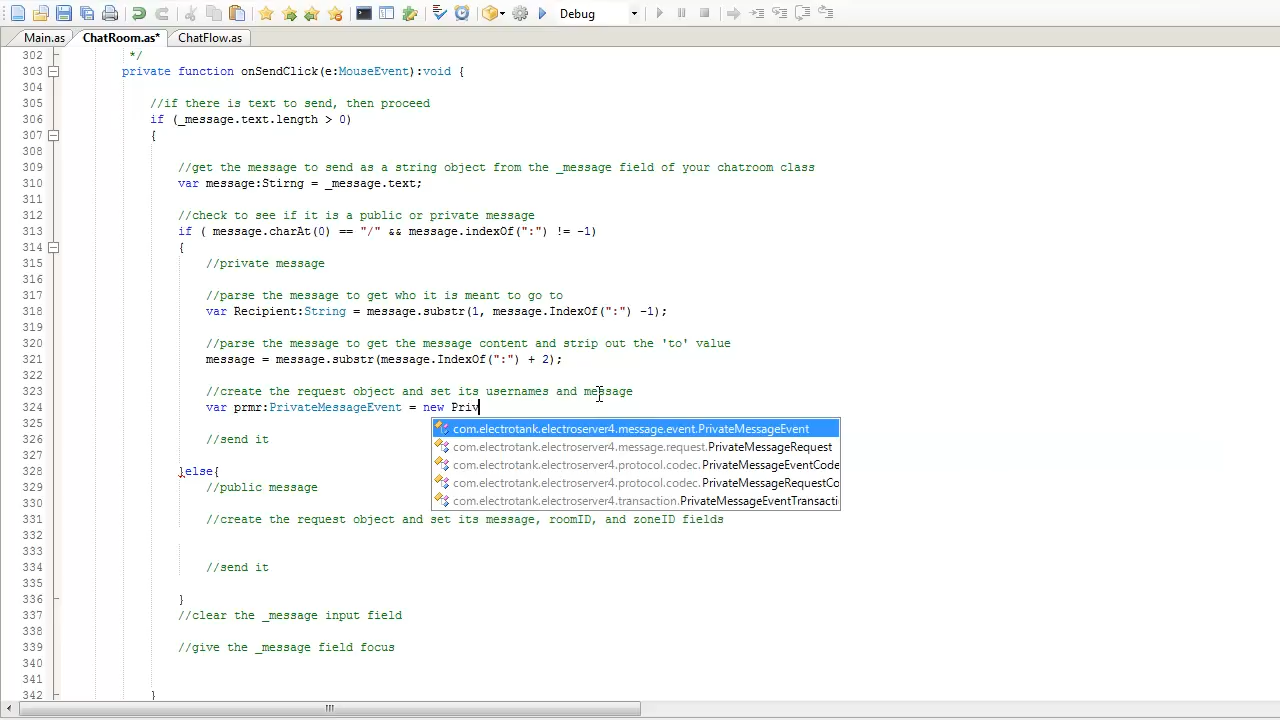 Debug
Main.as ChatRoom.as* ChatFlow.as
302 */
303 private function onSendClick(e:MouseEvent):void {
304
305 //if there is text to send, then proceed
306 if (_message.text.length > 0)
307 {
308
309 //get the message to send as a string object from the _message field of your chatroom class
310 var message:Stirng = _message.text;
311
312 //check to see if it is a public or private message
313 if ( message.charAt(0) == "/" && message.indexOf(":") != -1)
314 {
315 //private message
316
317 //parse the message to get who it is meant to go to
318 var Recipient:String = message.substr(1, message.IndexOf(":") -1);
319
320 //parse the message to get the message content and strip out the 'to' value
321 message = message.substr(message.IndexOf(":") + 2);
322
323 //create the request object and set its usernames and message
324 var prmr:PrivateMessageEvent = new Priv
325
com.electrotank.electroserver4.message.event.PrivateMessageEvent
326 //send it
com.electrotank.electroserver4.message.request.PrivateMessageRequest
327
com.electrotank.electroserver4.protocol.codec.PrivateMessageEventCode
328 }else{
com.electrotank.electroserver4.protocol.codec.PrivateMessageRequestCo
329 //public message
com.electrotank.electroserver4.transaction.PrivateMessageEventTransacti
330
331 //create the request object and set its message, roomID, and zoneID fields
332
333
334 //send it
335
336 }
337 //clear the _message input field
338
339 //give the _message field focus
340
341
342 }